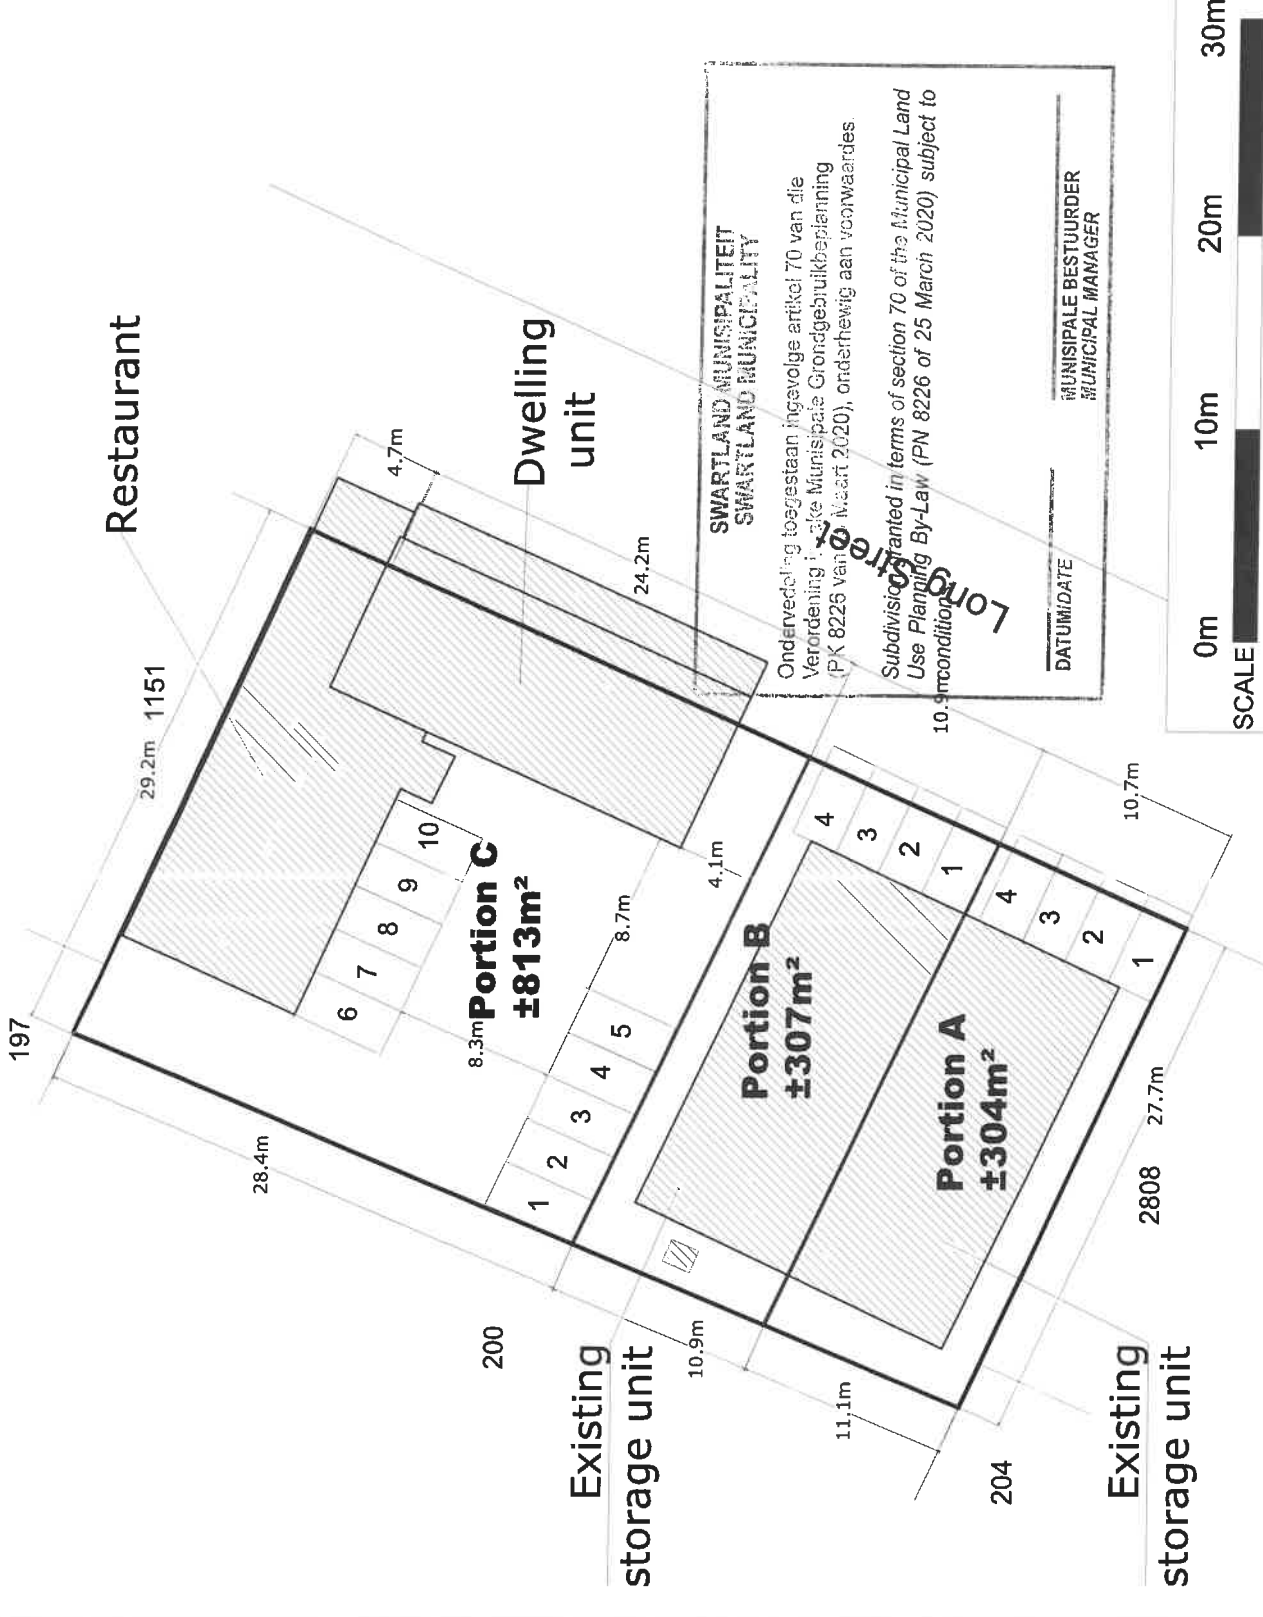 Restaurant
Dwelling
unit
197
29.2m
1151
4.7m
24.2m
28.4m
6
7
8
9
10
8.3m
Portion C
±813m²
8.7m
4.1m
1
2
3
4
5
200
Existing
storage unit
10.9m
Portion B
±307m²
4
3
2
1
10.9m
Portion A
±304m²
4
3
2
1
10.7m
11.1m
27.7m
2808
204
Existing
storage unit
Long Street
SWARTLAND MUNISIPALITEIT
SWARTLAND MUNICIPALITY
Onderverdeling toegestaan ingevolge artikel 70 van die
Verordening Munisipale Grondgebruikbeplanning
(PK 8226 van Maart 2020), onderhewig aan voorwaardes.
Subdivision granted in terms of section 70 of the Municipal Land
Use Planning By-Law (PN 8226 of 25 March 2020) subject to
condition
DATUM/DATE
MUNISIPALE BESTUURDER
MUNICIPAL MANAGER
0m
10m
20m
30m
SCALE